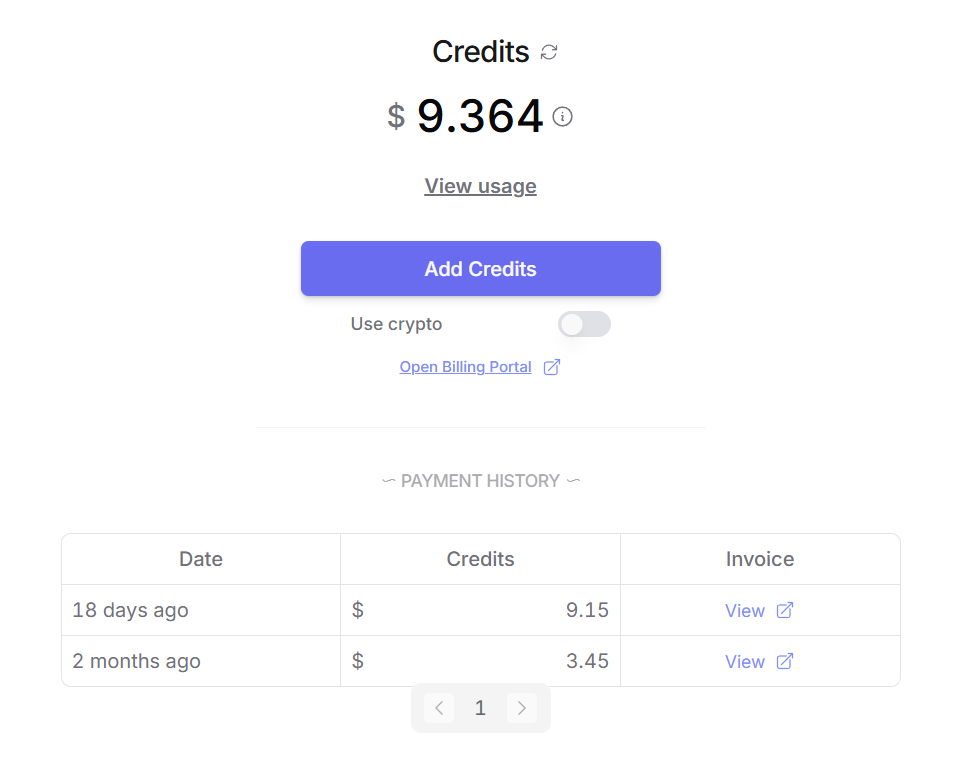 Credits
$ 9.364
View usage
Add Credits
Use crypto
Open Billing Portal
PAYMENT HISTORY
Date Credits Invoice
18 days ago $ 9.15 View
2 months ago $ 3.45 View
1